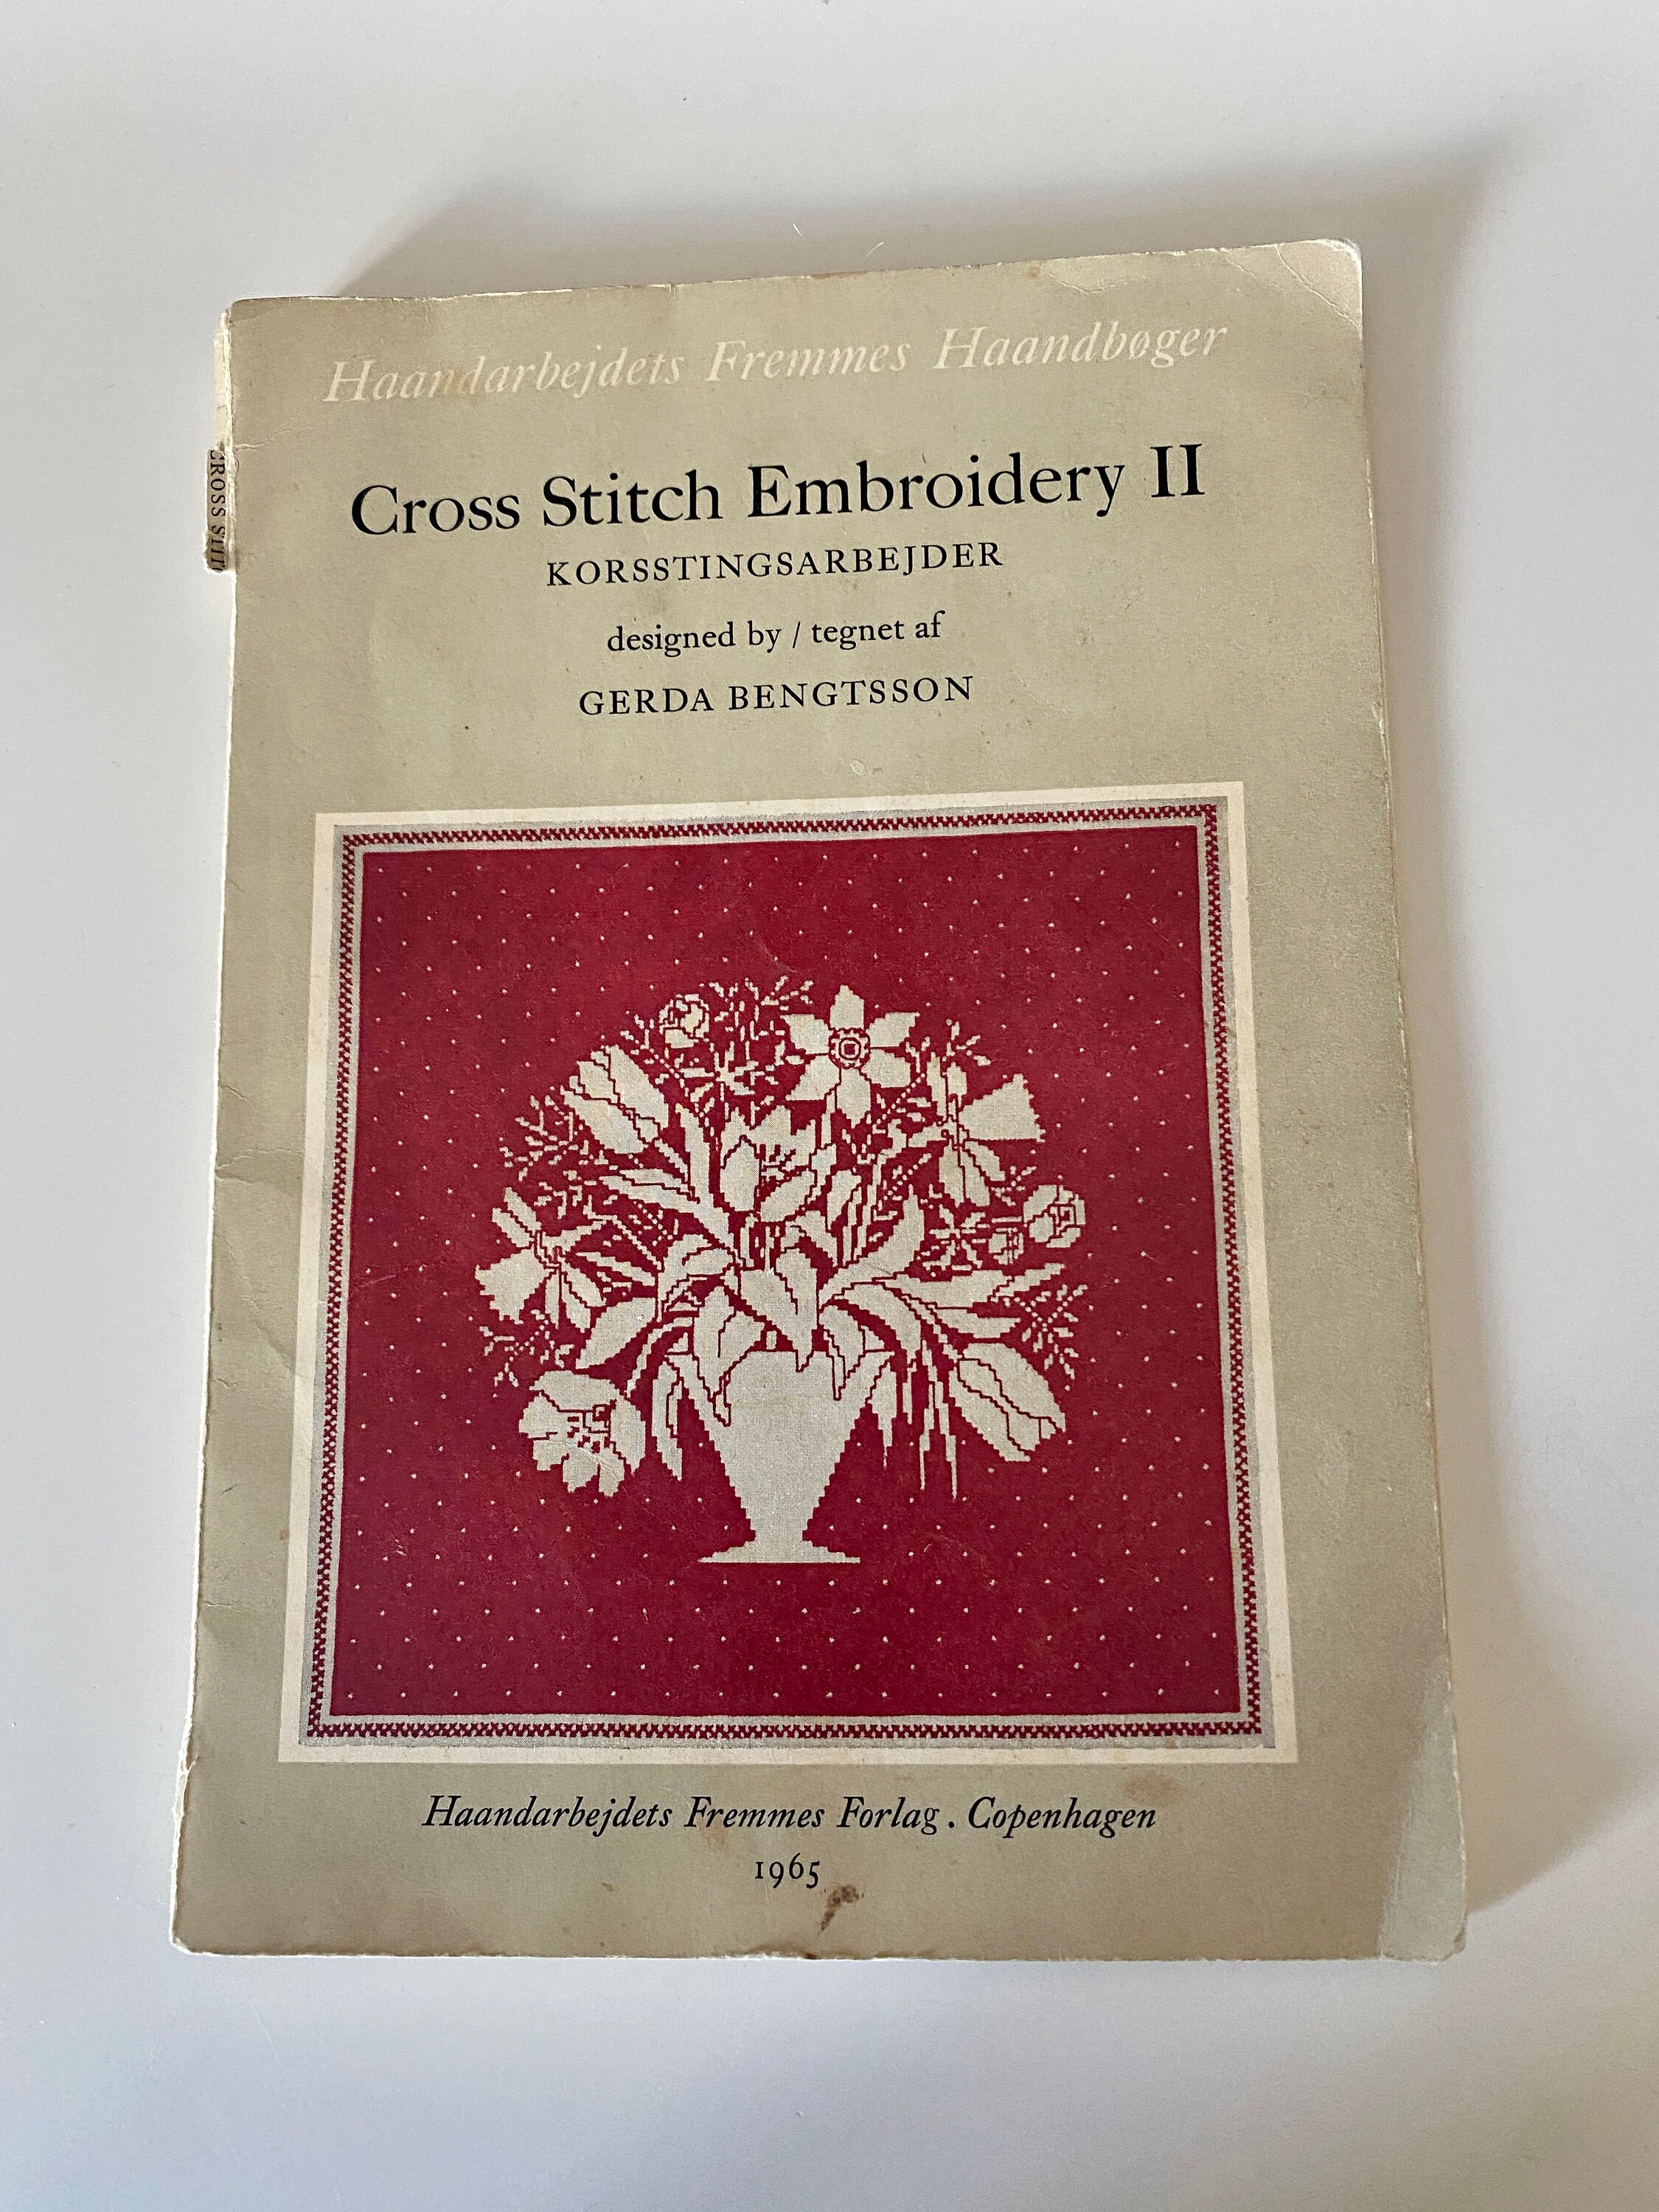 Haandarbejdets Fremmes Haandbøger
Cross Stitch Embroidery II
KORSSTINGSARBEJDER
designed by / tegnet af
GERDA BENGTSSON
Haandarbejdets Fremmes Forlag . Copenhagen
1965
CROSS